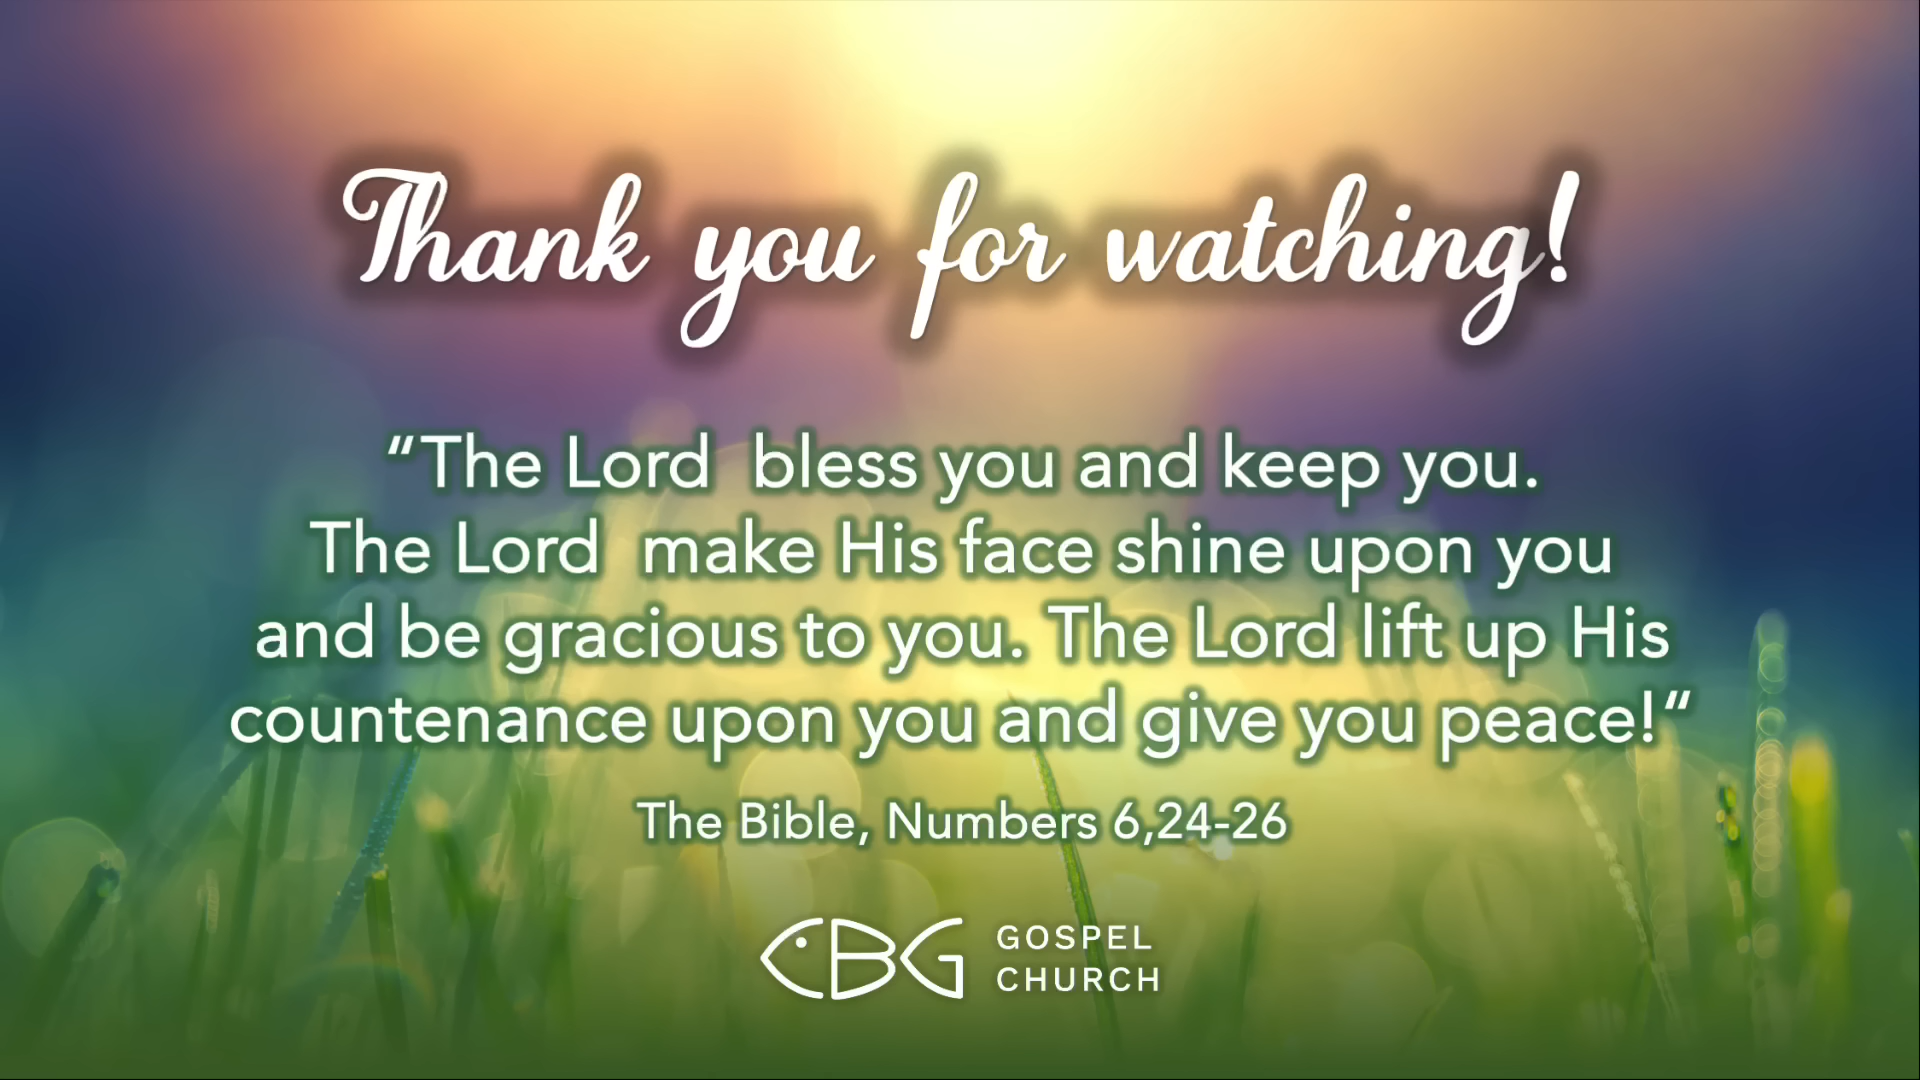 Thank you for watching!
“The Lord  bless you and keep you.
The Lord  make His face shine upon you
and be gracious to you. The Lord lift up His
countenance upon you and give you peace!“
The Bible, Numbers 6,24-26
CBG GOSPEL
CHURCH